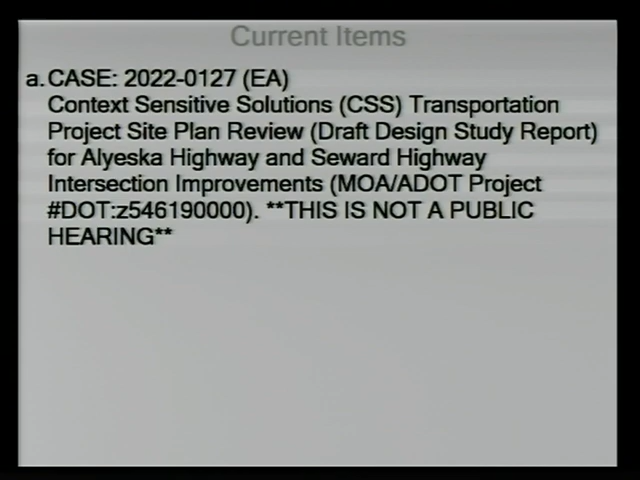 Current Items
a. CASE: 2022-0127 (EA)
Context Sensitive Solutions (CSS) Transportation
Project Site Plan Review (Draft Design Study Report)
for Alyeska Highway and Seward Highway
Intersection Improvements (MOA/ADOT Project
#DOT:z546190000). **THIS IS NOT A PUBLIC
HEARING**